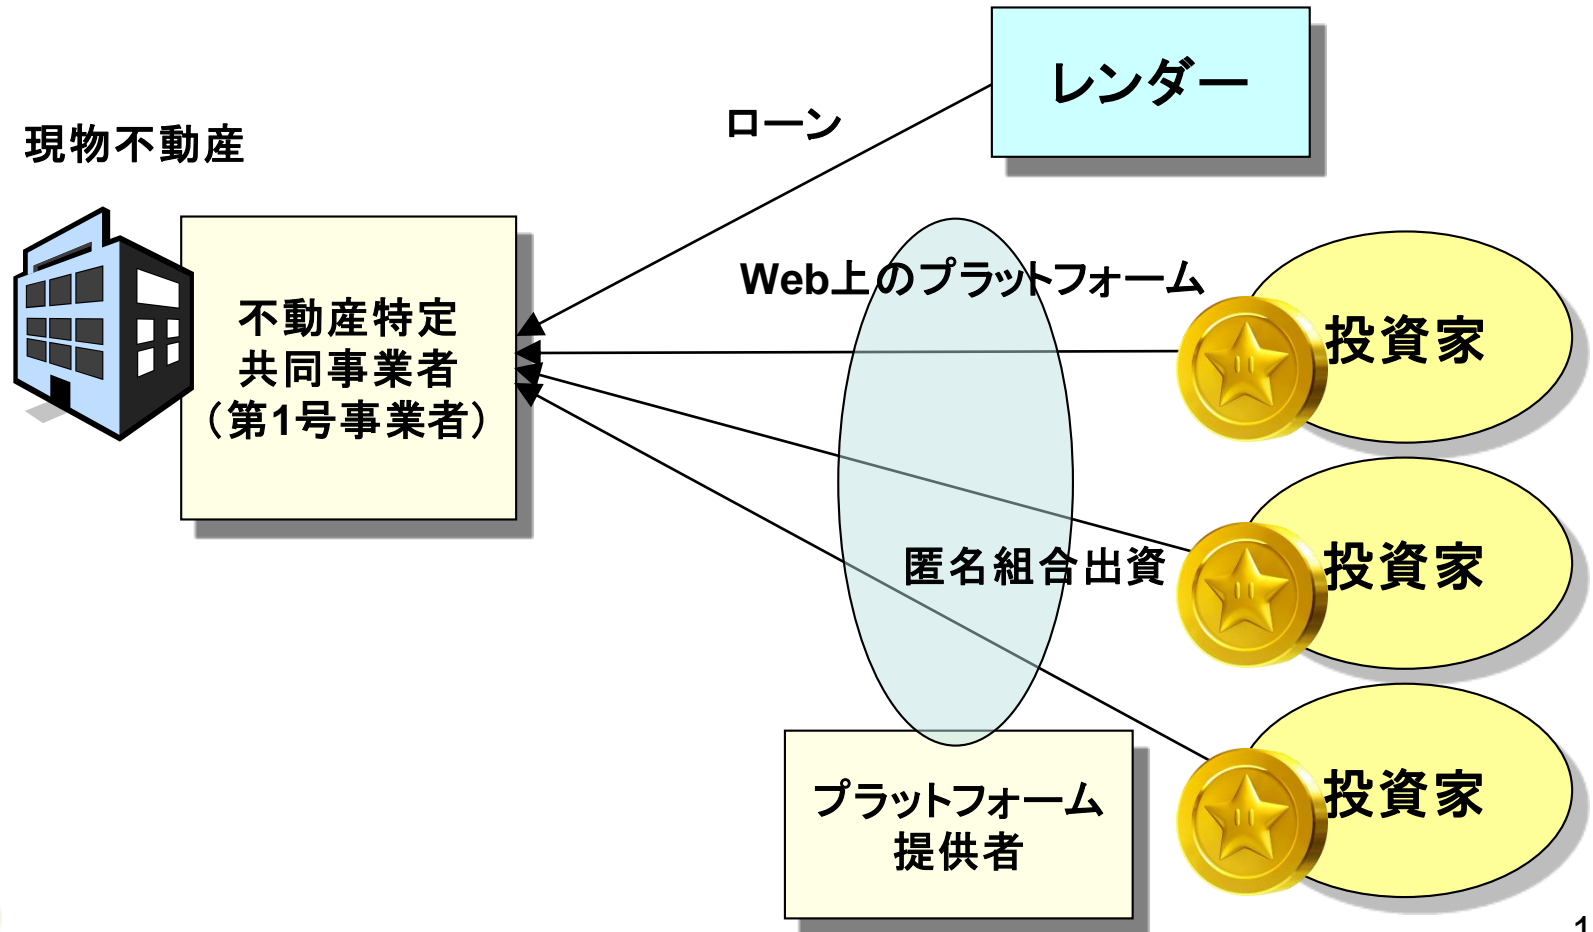 レンダー
ローン
現物不動産
Web上のプラットフォーム
不動産特定
共同事業者
（第1号事業者）
投資家
匿名組合出資
投資家
プラットフォーム
提供者
投資家
1